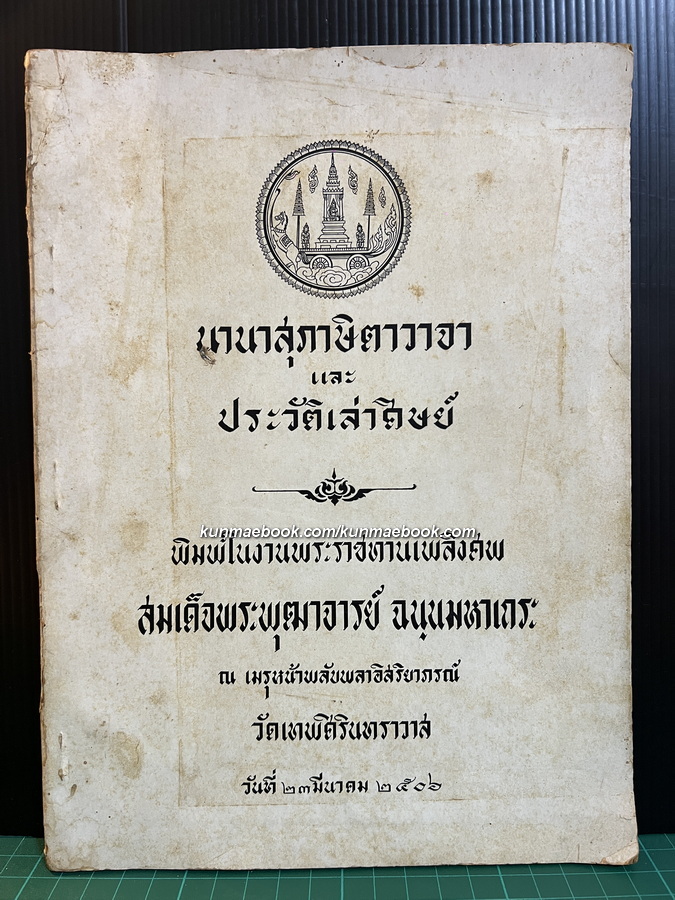 นานาสุภาษิตาวาจา
และ
ประวัติเล่าดิษย์
kunmaebook.com/kunmaebook.com
พิมพ์ในงานพระราชทานเพลิงศพ
สมเด็จพระพุฒาจารย์ ฉนฺนมหาเถระ
ณ เมรุหน้าพลับพลาอิสริยาภรณ์
วัดเทพศิรินทราวาส
วันที่ ๒๓ มีนาคม ๒๕๐๖